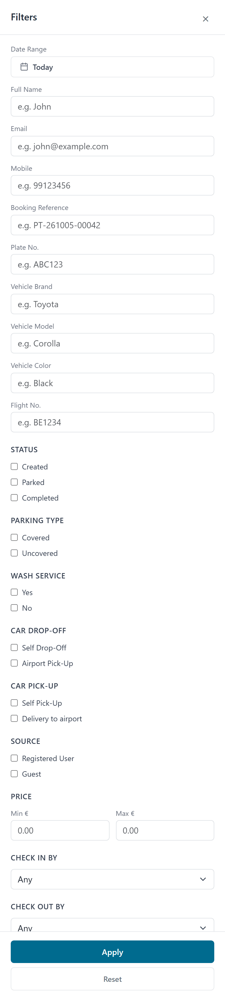 Filters
Date Range
Today
Full Name
e.g. John
Email
e.g. john@example.com
Mobile
e.g. 99123456
Booking Reference
e.g. PT-261005-00042
Plate No.
e.g. ABC123
Vehicle Brand
e.g. Toyota
Vehicle Model
e.g. Corolla
Vehicle Color
e.g. Black
Flight No.
e.g. BE1234
STATUS
Created
Parked
Completed
PARKING TYPE
Covered
Uncovered
WASH SERVICE
Yes
No
CAR DROP-OFF
Self Drop-Off
Airport Pick-Up
CAR PICK-UP
Self Pick-Up
Delivery to airport
SOURCE
Registered User
Guest
PRICE
Min € Max €
0.00 0.00
CHECK IN BY
Any
CHECK OUT BY
Any
Apply
Reset